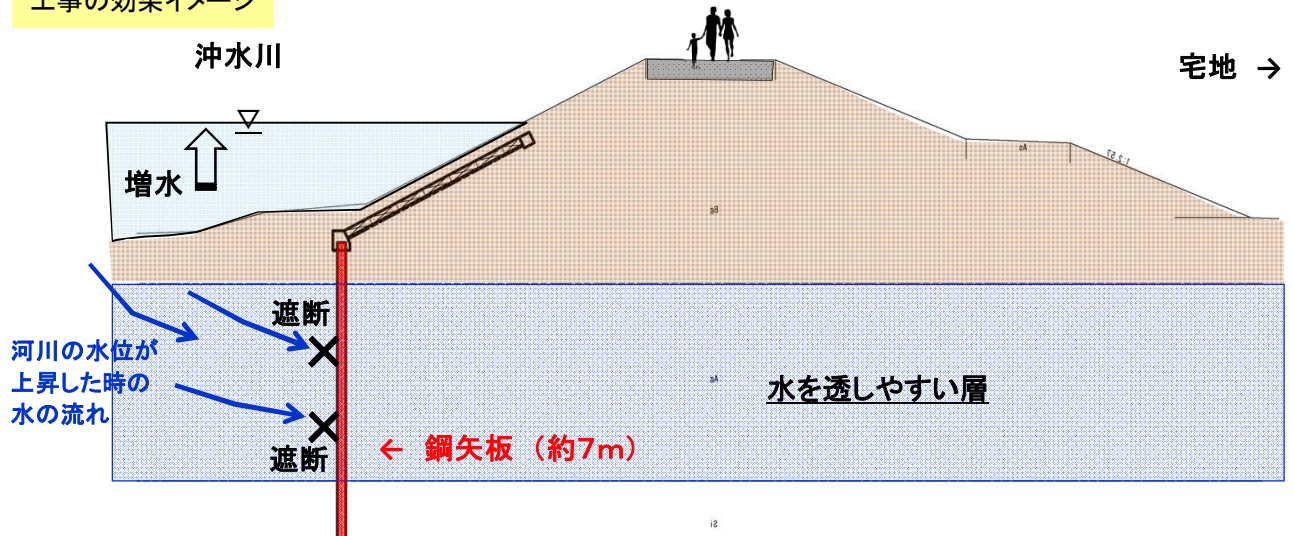 工事の効果イメージ
沖水川
宅地 →
増水
遮断
河川の水位が
上昇した時の
水の流れ
水を透しやすい層
← 鋼矢板（約7m）
遮断